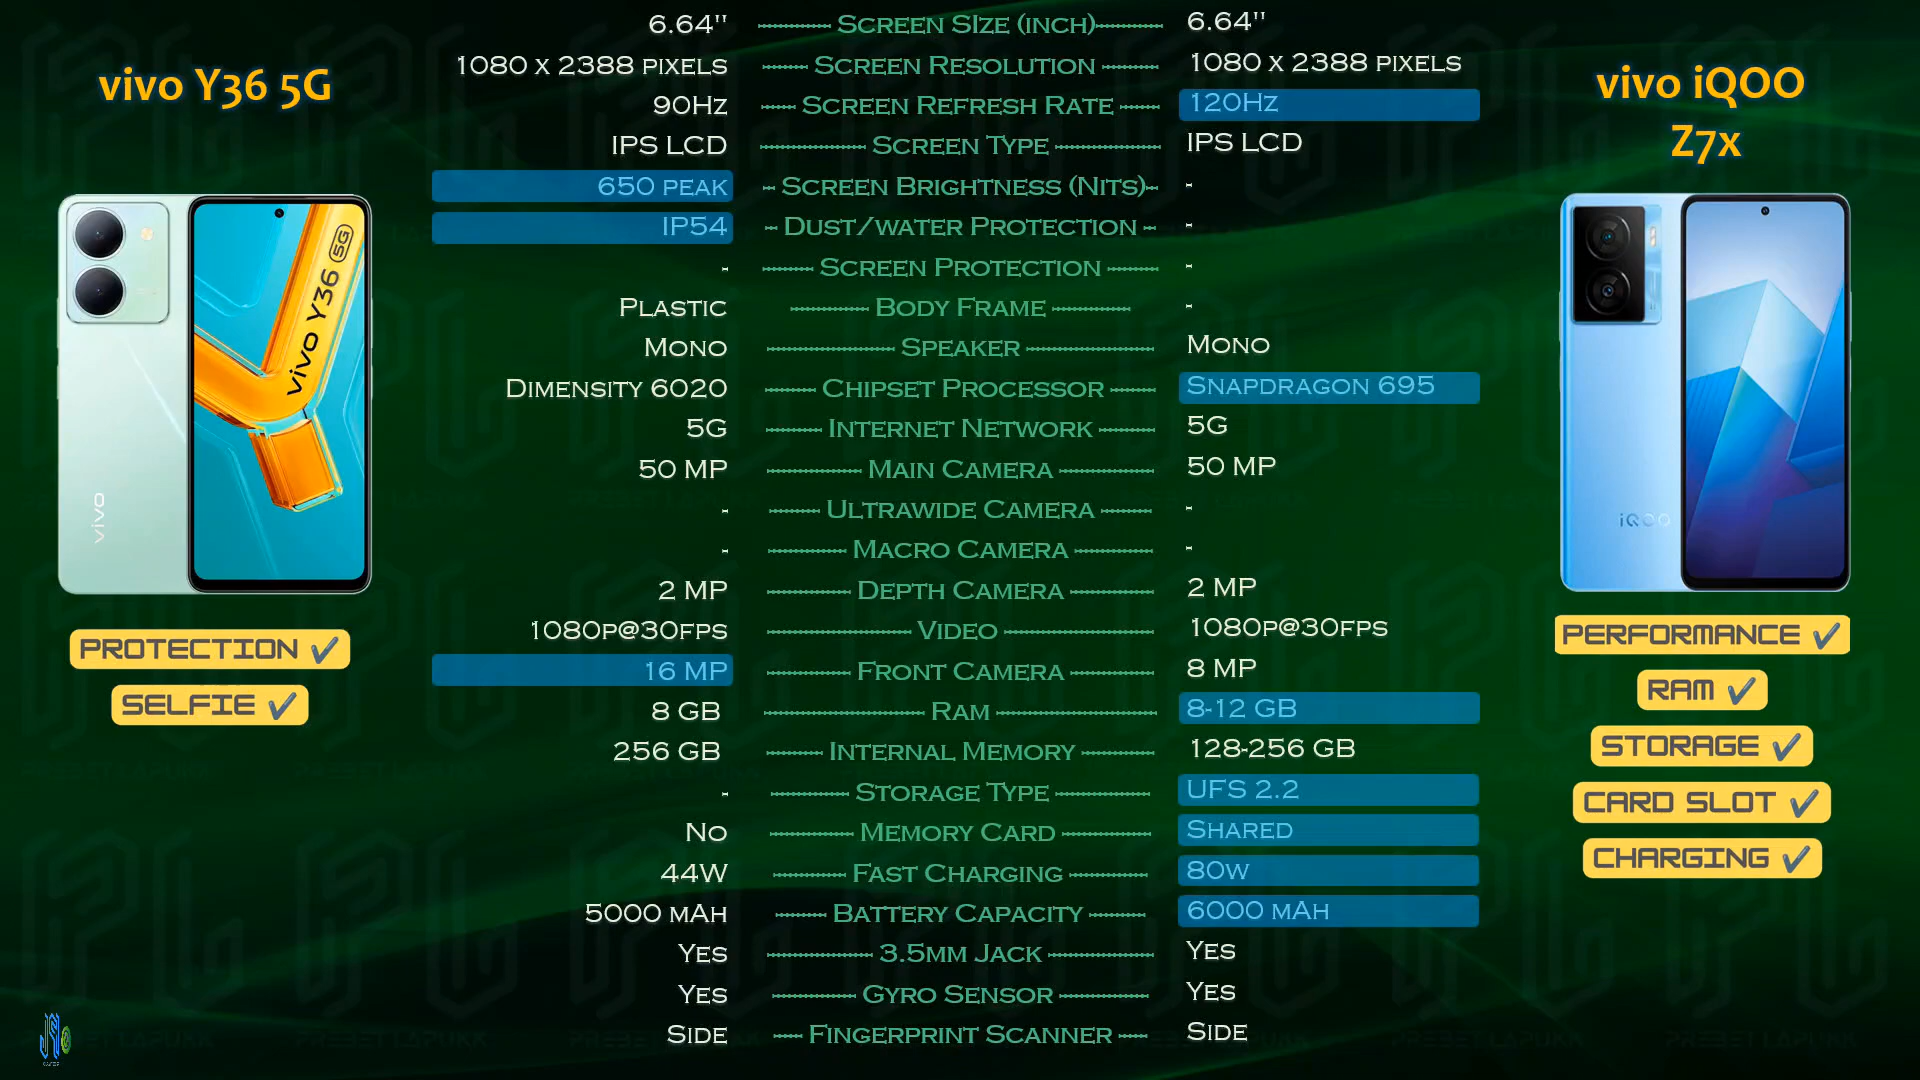 vivo Y36 5G
vivo iQOO
Z7x
6.64" SCREEN SIZE (INCH) 6.64"
1080 X 2388 PIXELS SCREEN RESOLUTION 1080 X 2388 PIXELS
90HZ SCREEN REFRESH RATE 120HZ
IPS LCD SCREEN TYPE IPS LCD
650 PEAK SCREEN BRIGHTNESS (NITS) -
IP54 DUST/WATER PROTECTION -
- SCREEN PROTECTION -
PLASTIC BODY FRAME -
MONO SPEAKER MONO
DIMENSITY 6020 CHIPSET PROCESSOR SNAPDRAGON 695
5G INTERNET NETWORK 5G
50 MP MAIN CAMERA 50 MP
- ULTRAWIDE CAMERA -
- MACRO CAMERA -
2 MP DEPTH CAMERA 2 MP
1080P@30FPS VIDEO 1080P@30FPS
16 MP FRONT CAMERA 8 MP
8 GB RAM 8-12 GB
256 GB INTERNAL MEMORY 128-256 GB
- STORAGE TYPE UFS 2.2
NO MEMORY CARD SHARED
44W FAST CHARGING 80W
5000 MAH BATTERY CAPACITY 6000 MAH
YES 3.5MM JACK YES
YES GYRO SENSOR YES
SIDE FINGERPRINT SCANNER SIDE
vivo
vivo Y36 5G
iQOO
PROTECTION ✔
SELFIE ✔
PERFORMANCE ✔
RAM ✔
STORAGE ✔
CARD SLOT ✔
CHARGING ✔